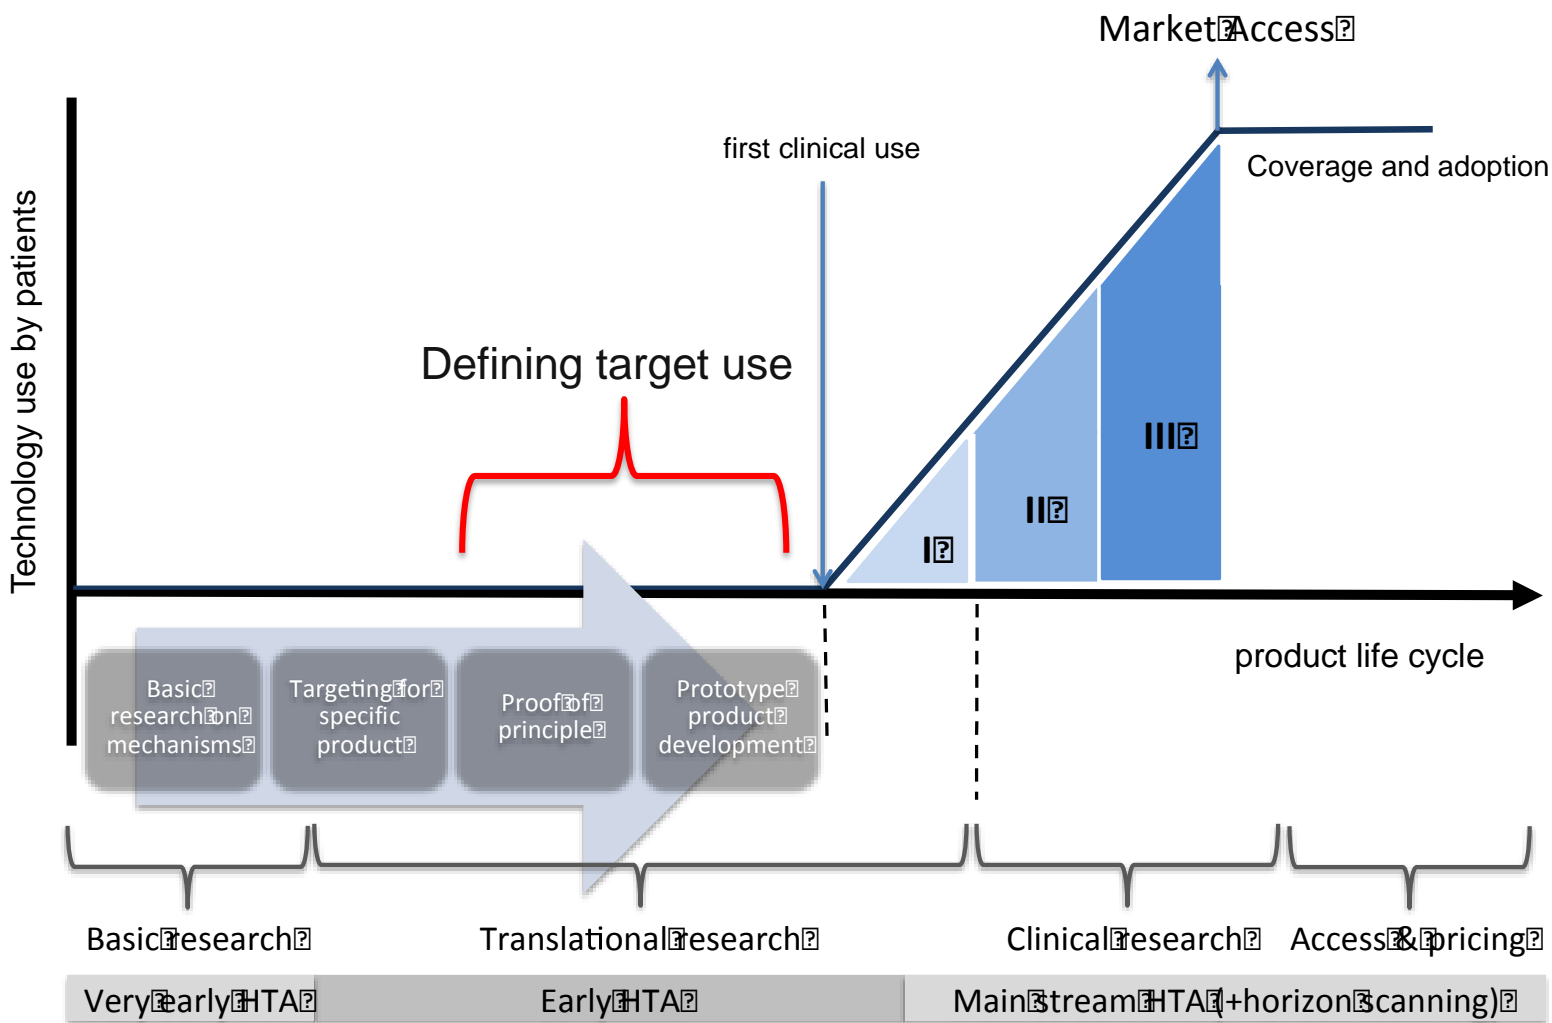 Market Access
first clinical use
Coverage and adoption
Technology use by patients
Defining target use
III
II
I
product life cycle
Basic
research on
mechanisms
Targeting for
specific
product
Proof of
principle
Prototype
product
development
Basic research
Translational research
Clinical research
Access & pricing
Very early HTA
Early HTA
Main stream HTA (+horizon scanning)